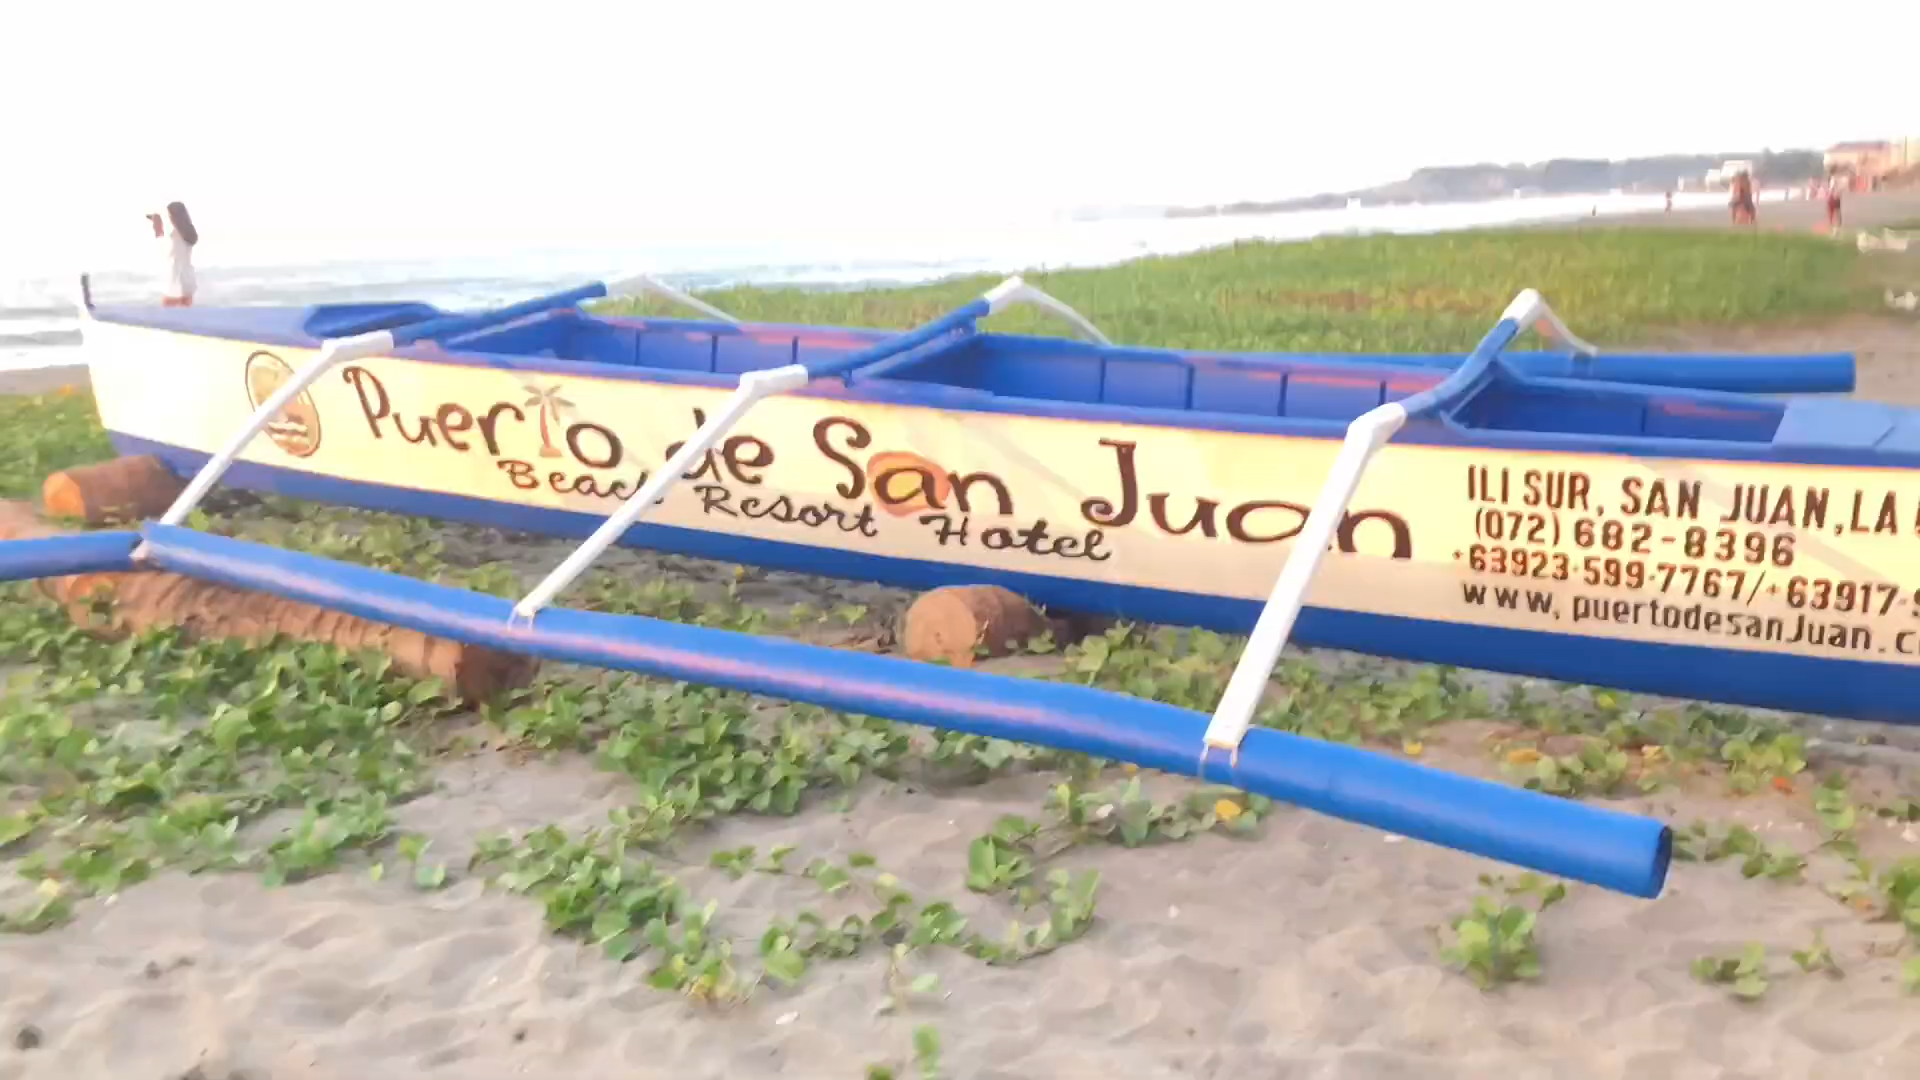 Puerto de San Juan
Beach Resort Hotel
ILI SUR, SAN JUAN, LA
(072) 682-8396
+63923-599-7767/+63917-
www.puertodesanJuan.c